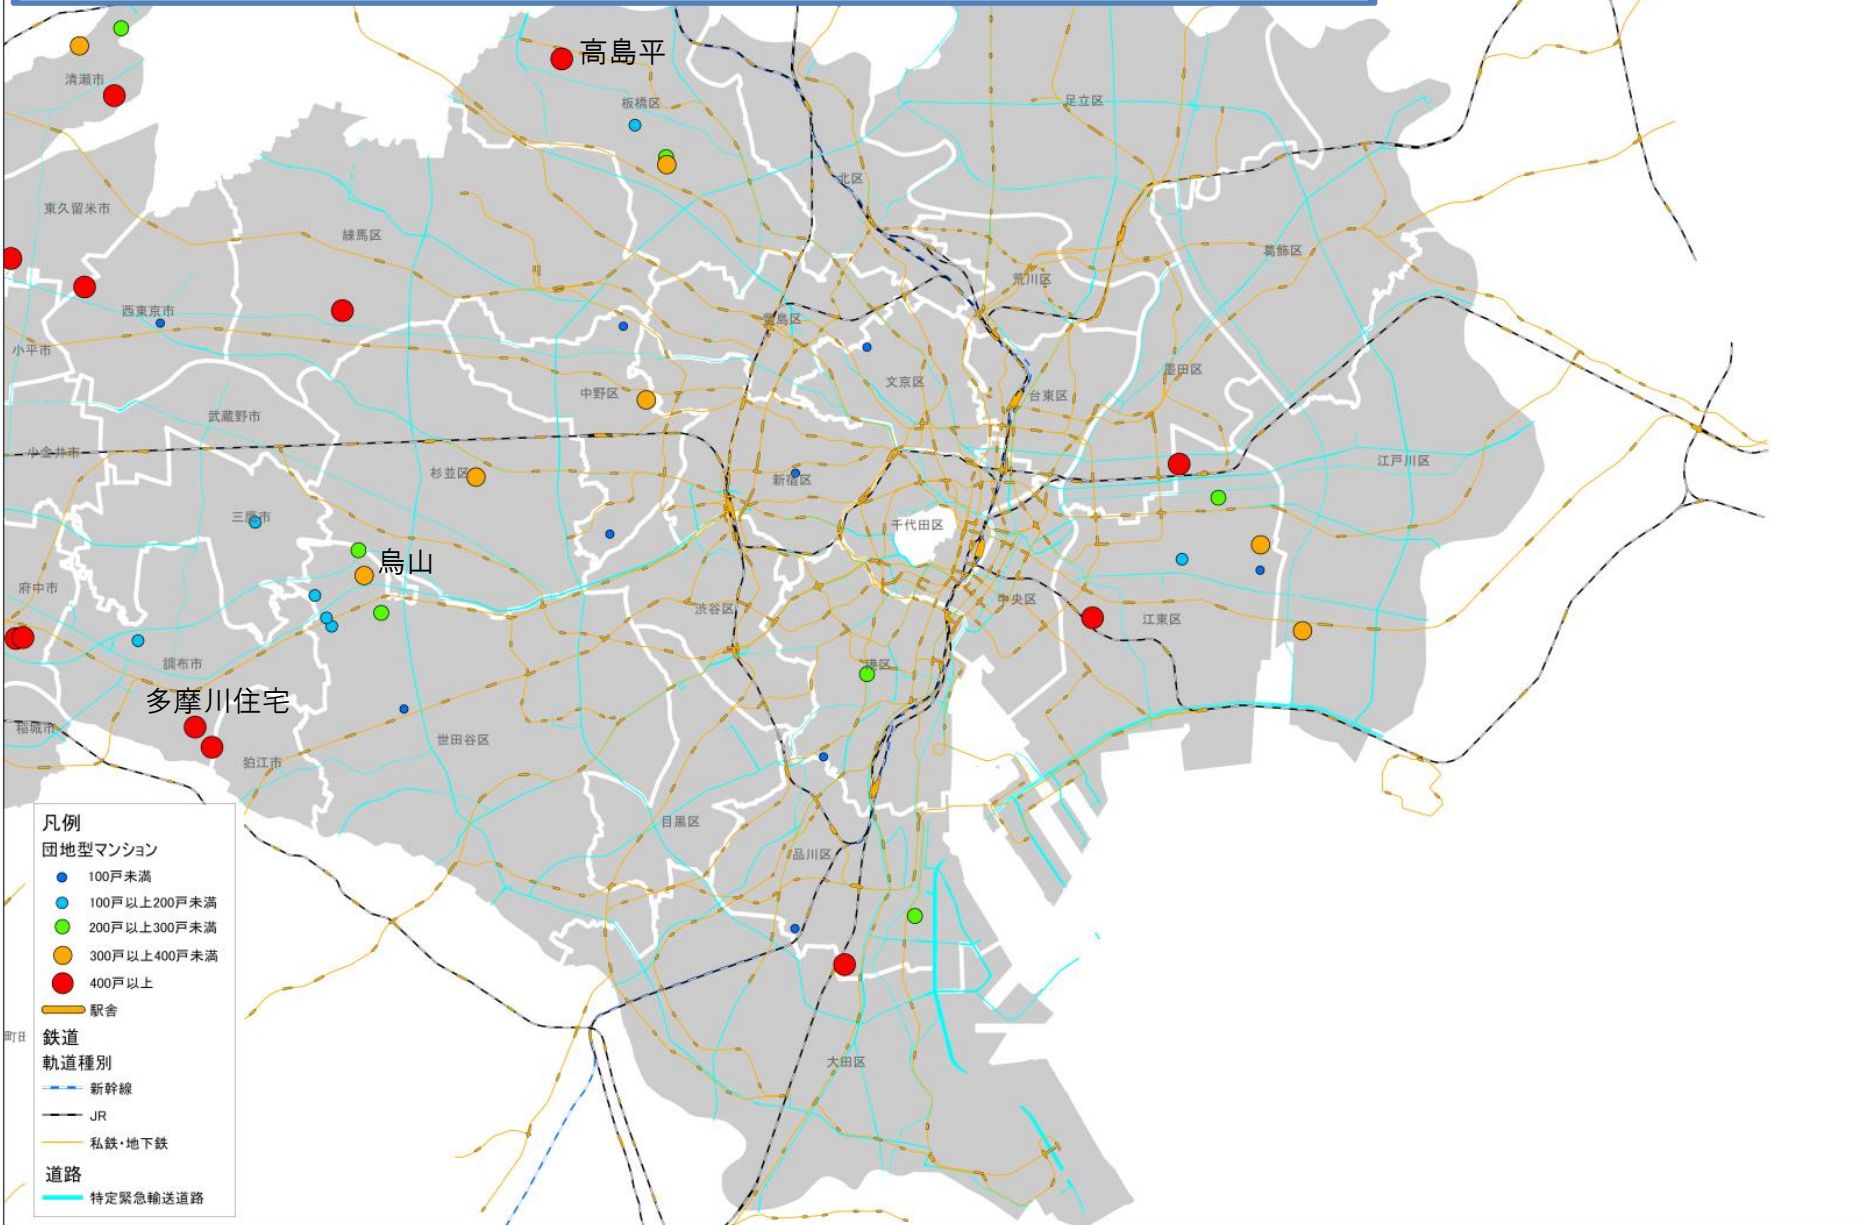 高島平
清瀬市
板橋区
足立区
北区
東久留米市
練馬区
葛飾区
荒川区
西東京市
豊島区
小平市
文京区
墨田区
中野区
台東区
武蔵野市
小金井市
杉並区
新宿区
江戸川区
三鷹市
千代田区
烏山
府中市
渋谷区
中央区
江東区
調布市
港区
多摩川住宅
稲城市
世田谷区
狛江市
目黒区
品川区
大田区
町田
凡例
団地型マンション
100戸未満
100戸以上200戸未満
200戸以上300戸未満
300戸以上400戸未満
400戸以上
駅舎
鉄道
軌道種別
新幹線
JR
私鉄・地下鉄
道路
特定緊急輸送道路